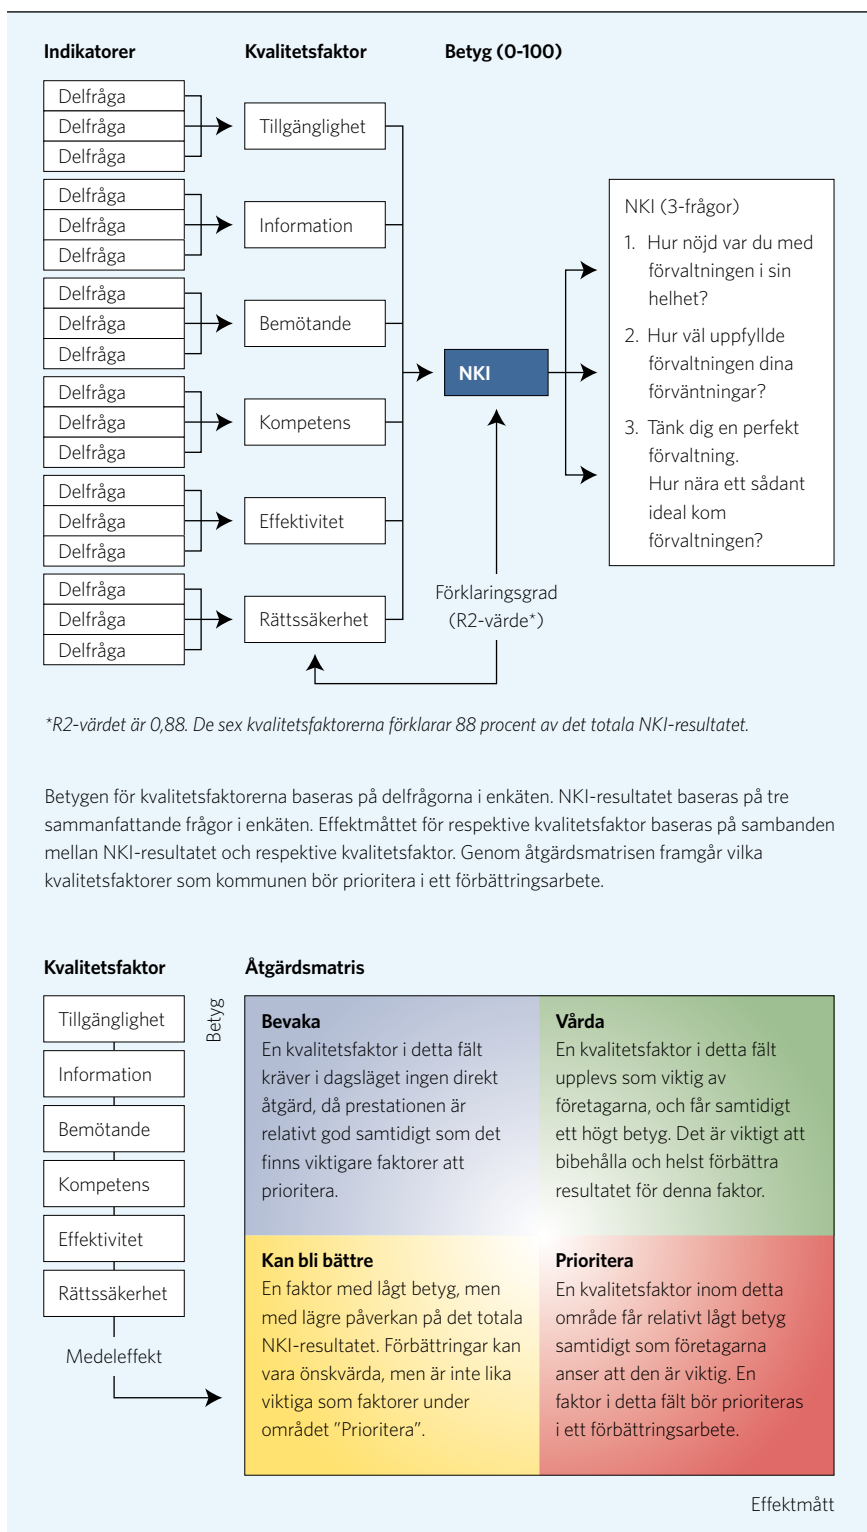 Indikatorer
Kvalitetsfaktor
Betyg (0-100)
Delfråga
Delfråga
Delfråga
Tillgänglighet
Delfråga
Delfråga
Delfråga
Information
Delfråga
Delfråga
Delfråga
Bemötande
Delfråga
Delfråga
Delfråga
Kompetens
Delfråga
Delfråga
Delfråga
Effektivitet
Delfråga
Delfråga
Delfråga
Rättssäkerhet
NKI
Förklaringsgrad
(R2-värde*)
NKI (3-frågor)
1. Hur nöjd var du med
förvaltningen i sin
helhet?
2. Hur väl uppfyllde
förvaltningen dina
förväntningar?
3. Tänk dig en perfekt
förvaltning.
Hur nära ett sådant
ideal kom
förvaltningen?
*R2-värdet är 0,88. De sex kvalitetsfaktorerna förklarar 88 procent av det totala NKI-resultatet.
Betygen för kvalitetsfaktorerna baseras på delfrågorna i enkäten. NKI-resultatet baseras på tre
sammanfattande frågor i enkäten. Effektmåttet för respektive kvalitetsfaktor baseras på sambanden
mellan NKI-resultatet och respektive kvalitetsfaktor. Genom åtgärdsmatrisen framgår vilka
kvalitetsfaktorer som kommunen bör prioritera i ett förbättringsarbete.
Kvalitetsfaktor
Tillgänglighet
Information
Bemötande
Kompetens
Effektivitet
Rättssäkerhet
Medeleffekt
Åtgärdsmatris
Betyg
Bevaka
En kvalitetsfaktor i detta fält
kräver i dagsläget ingen direkt
åtgärd, då prestationen är
relativt god samtidigt som det
finns viktigare faktorer att
prioritera.
Vårda
En kvalitetsfaktor i detta fält
upplevs som viktig av
företagarna, och får samtidigt
ett högt betyg. Det är viktigt att
bibehålla och helst förbättra
resultatet för denna faktor.
Kan bli bättre
En faktor med lågt betyg, men
med lägre påverkan på det totala
NKI-resultatet. Förbättringar kan
vara önskvärda, men är inte lika
viktiga som faktorer under
området ”Prioritera”.
Prioritera
En kvalitetsfaktor inom detta
område får relativt lågt betyg
samtidigt som företagarna
anser att den är viktig. En
faktor i detta fält bör prioriteras
i ett förbättringsarbete.
Effektmått